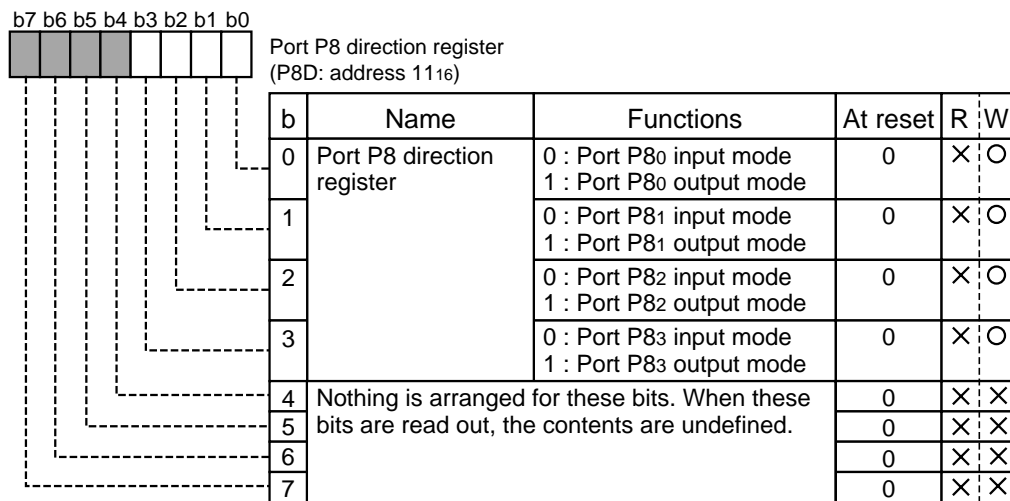 b7 b6 b5 b4 b3 b2 b1 b0
Port P8 direction register
(P8D: address 11₁₆)
b Name Functions At reset R W
0 Port P8 direction register 0 : Port P8₀ input mode 0 × ○
1 : Port P8₀ output mode
1 0 : Port P8₁ input mode 0 × ○
1 : Port P8₁ output mode
2 0 : Port P8₂ input mode 0 × ○
1 : Port P8₂ output mode
3 0 : Port P8₃ input mode 0 × ○
1 : Port P8₃ output mode
4 Nothing is arranged for these bits. When these 0 × ×
5 bits are read out, the contents are undefined. 0 × ×
6 0 × ×
7 0 × ×